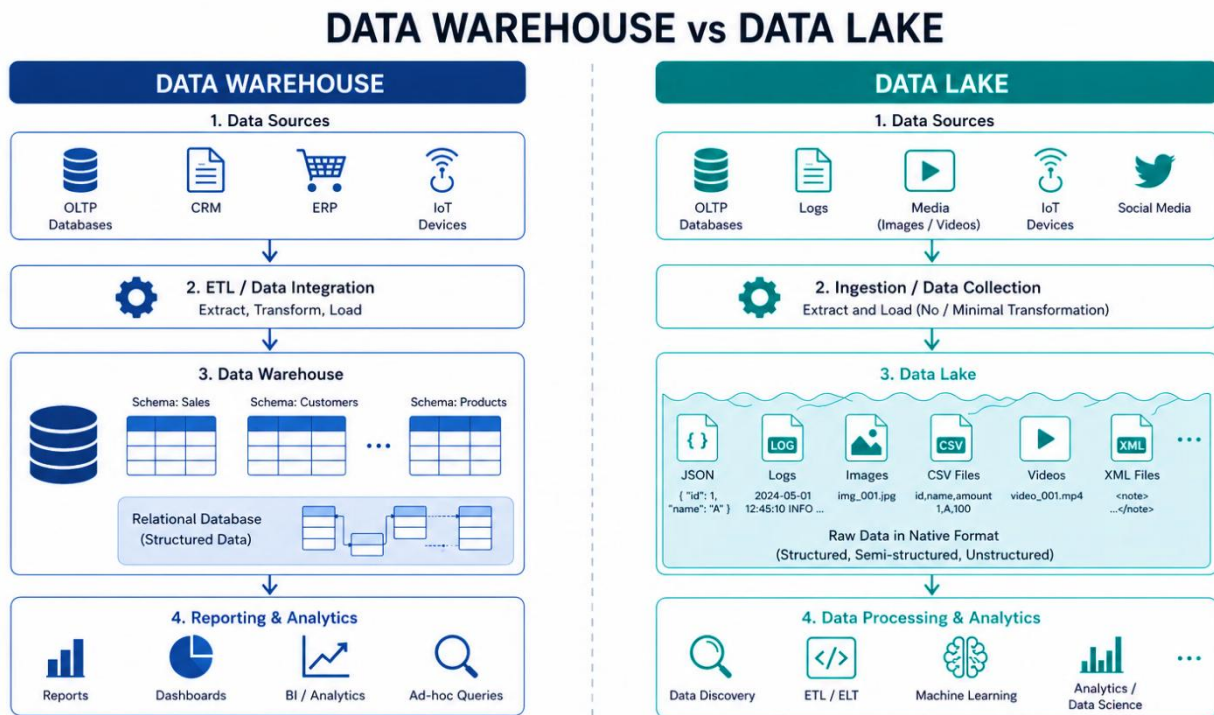 DATA WAREHOUSE vs DATA LAKE
DATA WAREHOUSE
1. Data Sources
OLTP
Databases
CRM
ERP
IoT
Devices
2. ETL / Data Integration
Extract, Transform, Load
3. Data Warehouse
Schema: Sales
Schema: Customers
Schema: Products
...
Relational Database
(Structured Data)
4. Reporting & Analytics
Reports
Dashboards
BI / Analytics
Ad-hoc Queries
DATA LAKE
1. Data Sources
OLTP
Databases
Logs
Media
(Images / Videos)
IoT
Devices
Social Media
2. Ingestion / Data Collection
Extract and Load (No / Minimal Transformation)
3. Data Lake
{ }
LOG
CSV
XML
...
JSON
Logs
Images
CSV Files
Videos
XML Files
{ "id": 1,
"name": "A" }
2024-05-01
12:45:10 INFO ...
img_001.jpg
id,name,amount
1,A,100
video_001.mp4
<note>
...</note>
Raw Data in Native Format
(Structured, Semi-structured, Unstructured)
4. Data Processing & Analytics
</>
...
Data Discovery
ETL / ELT
Machine Learning
Analytics /
Data Science